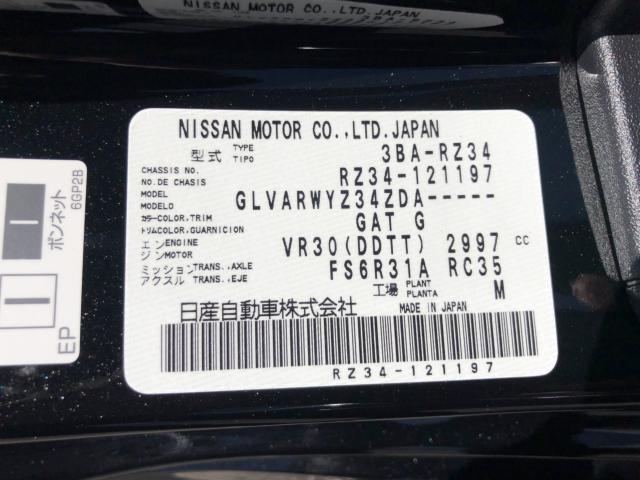 NISSAN MOTOR CO.,LTD.JAPAN
NISSAN MOTOR CO.,LTD.JAPAN
型式 TYPE TIPO 3BA-RZ34
CHASSIS NO. NO.DE CHASIS RZ34-121197
MODEL MODELO GLVARWYZ34ZDA-----
カラー COLOR,TRIM トリム COLOR,GUARNICION GAT G
エンジン ENGINE MOTOR VR30(DDTT) 2997 CC
ミッション TRANS.,AXLE アクスル TRANS.,EJE FS6R31A RC35
工場 PLANT PLANTA M
日産自動車株式会社 MADE IN JAPAN
RZ34-121197
ボンネット
6GP2B
EP